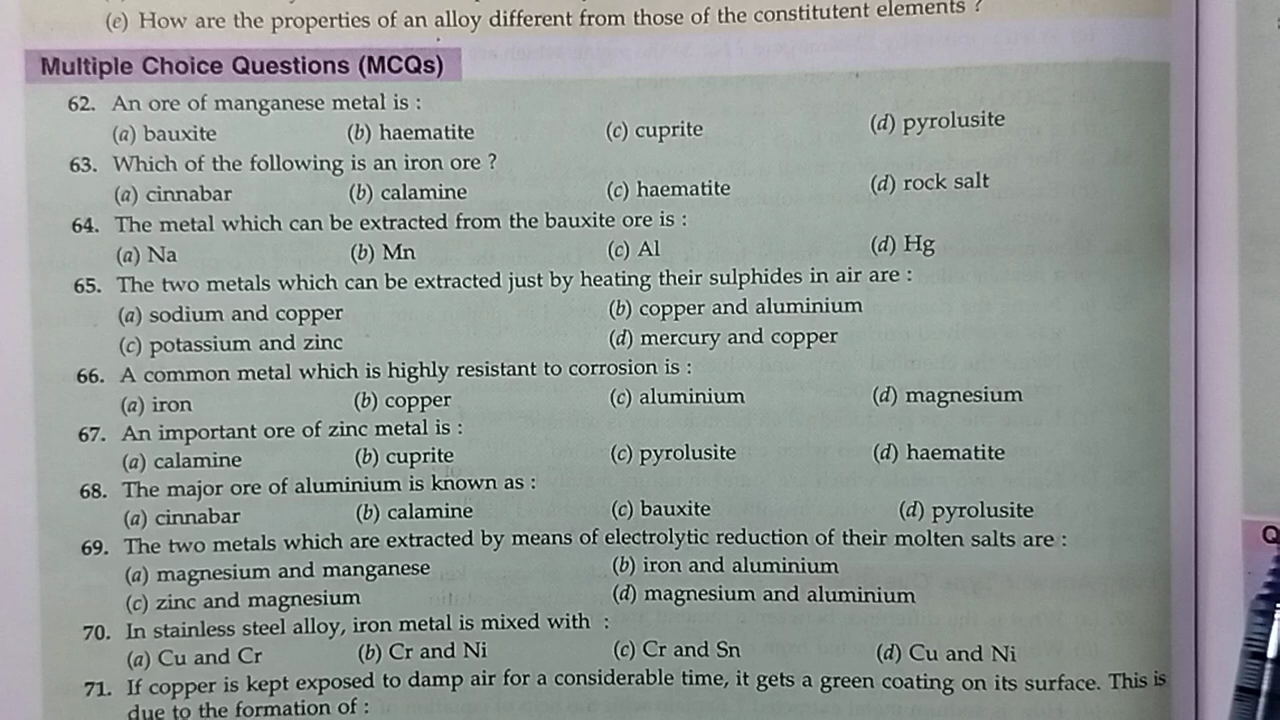 (e) How are the properties of an alloy different from those of the constitutent elements ?
Multiple Choice Questions (MCQs)
62. An ore of manganese metal is :
(a) bauxite (b) haematite (c) cuprite (d) pyrolusite
63. Which of the following is an iron ore ?
(a) cinnabar (b) calamine (c) haematite (d) rock salt
64. The metal which can be extracted from the bauxite ore is :
(a) Na (b) Mn (c) Al (d) Hg
65. The two metals which can be extracted just by heating their sulphides in air are :
(a) sodium and copper (b) copper and aluminium
(c) potassium and zinc (d) mercury and copper
66. A common metal which is highly resistant to corrosion is :
(a) iron (b) copper (c) aluminium (d) magnesium
67. An important ore of zinc metal is :
(a) calamine (b) cuprite (c) pyrolusite (d) haematite
68. The major ore of aluminium is known as :
(a) cinnabar (b) calamine (c) bauxite (d) pyrolusite
69. The two metals which are extracted by means of electrolytic reduction of their molten salts are :
(a) magnesium and manganese (b) iron and aluminium
(c) zinc and magnesium (d) magnesium and aluminium
70. In stainless steel alloy, iron metal is mixed with :
(a) Cu and Cr (b) Cr and Ni (c) Cr and Sn (d) Cu and Ni
71. If copper is kept exposed to damp air for a considerable time, it gets a green coating on its surface. This is
due to the formation of :
Q